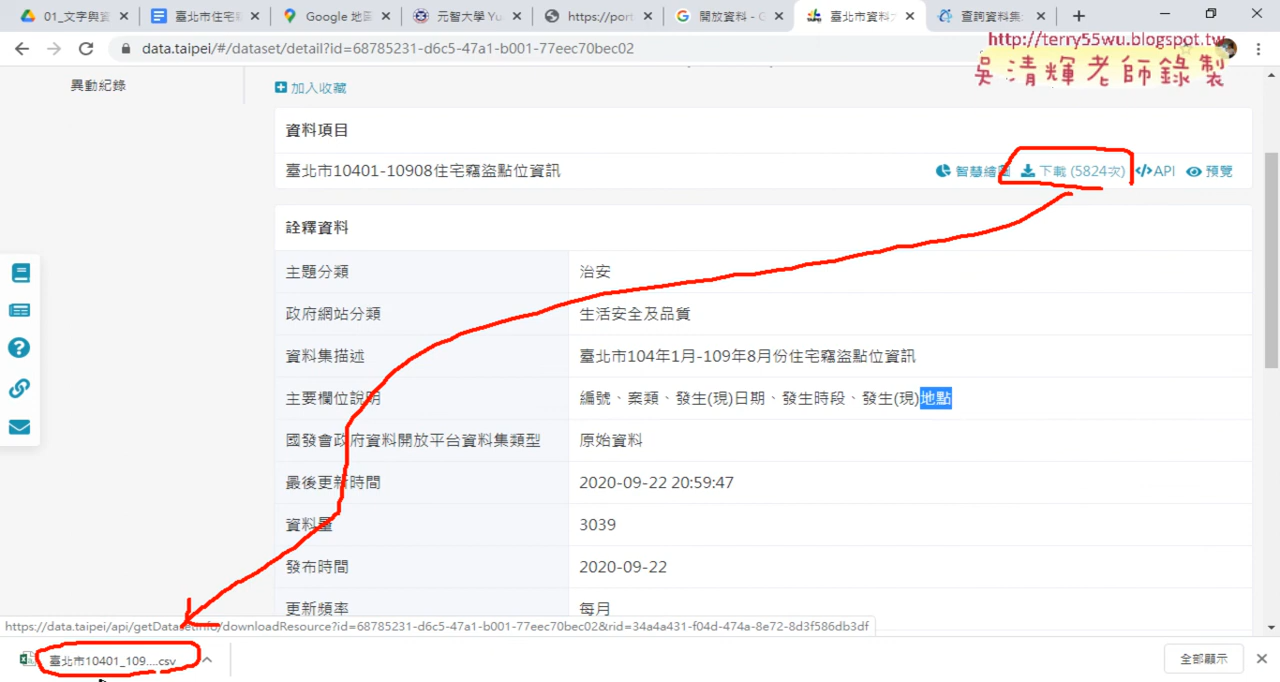 01_文字與資
臺北市住宅
Google 地圖
元智大學 Yu
https://port
開放資料 - G
臺北市資料大
查詢資料集
data.taipei/#/dataset/detail?id=68785231-d6c5-47a1-b001-77eec70bec02
http://terry55wu.blogspot.tw
吳清輝老師錄製
異動紀錄
加入收藏
資料項目
臺北市10401-10908住宅竊盜點位資訊 智慧繪圖 下載 (5824次) </>API 預覽
詮釋資料
主題分類 治安
政府網站分類 生活安全及品質
資料集描述 臺北市104年1月-109年8月份住宅竊盜點位資訊
主要欄位說明 編號、案類、發生(現)日期、發生時段、發生(現)地點
國發會政府資料開放平台資料集類型 原始資料
最後更新時間 2020-09-22 20:59:47
資料量 3039
發布時間 2020-09-22
更新頻率 每月
https://data.taipei/api/getDatasetInfo/downloadResource?id=68785231-d6c5-47a1-b001-77eec70bec02&rid=34a4a431-f04d-474a-8e72-8d3f586db3df
臺北市10401_109....csv
全部顯示